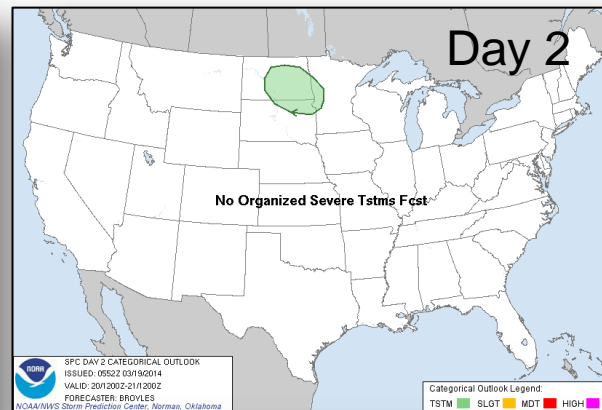 Day 2
No Organized Severe Tstms Fcst
NOAA
SPC DAY 2 CATEGORICAL OUTLOOK
ISSUED: 0552Z 03/19/2014
VALID: 20/1200Z-21/1200Z
FORECASTER: BROYLES
NOAA/NWS Storm Prediction Center, Norman, Oklahoma
Categorical Outlook Legend:
TSTM SLGT MDT HIGH